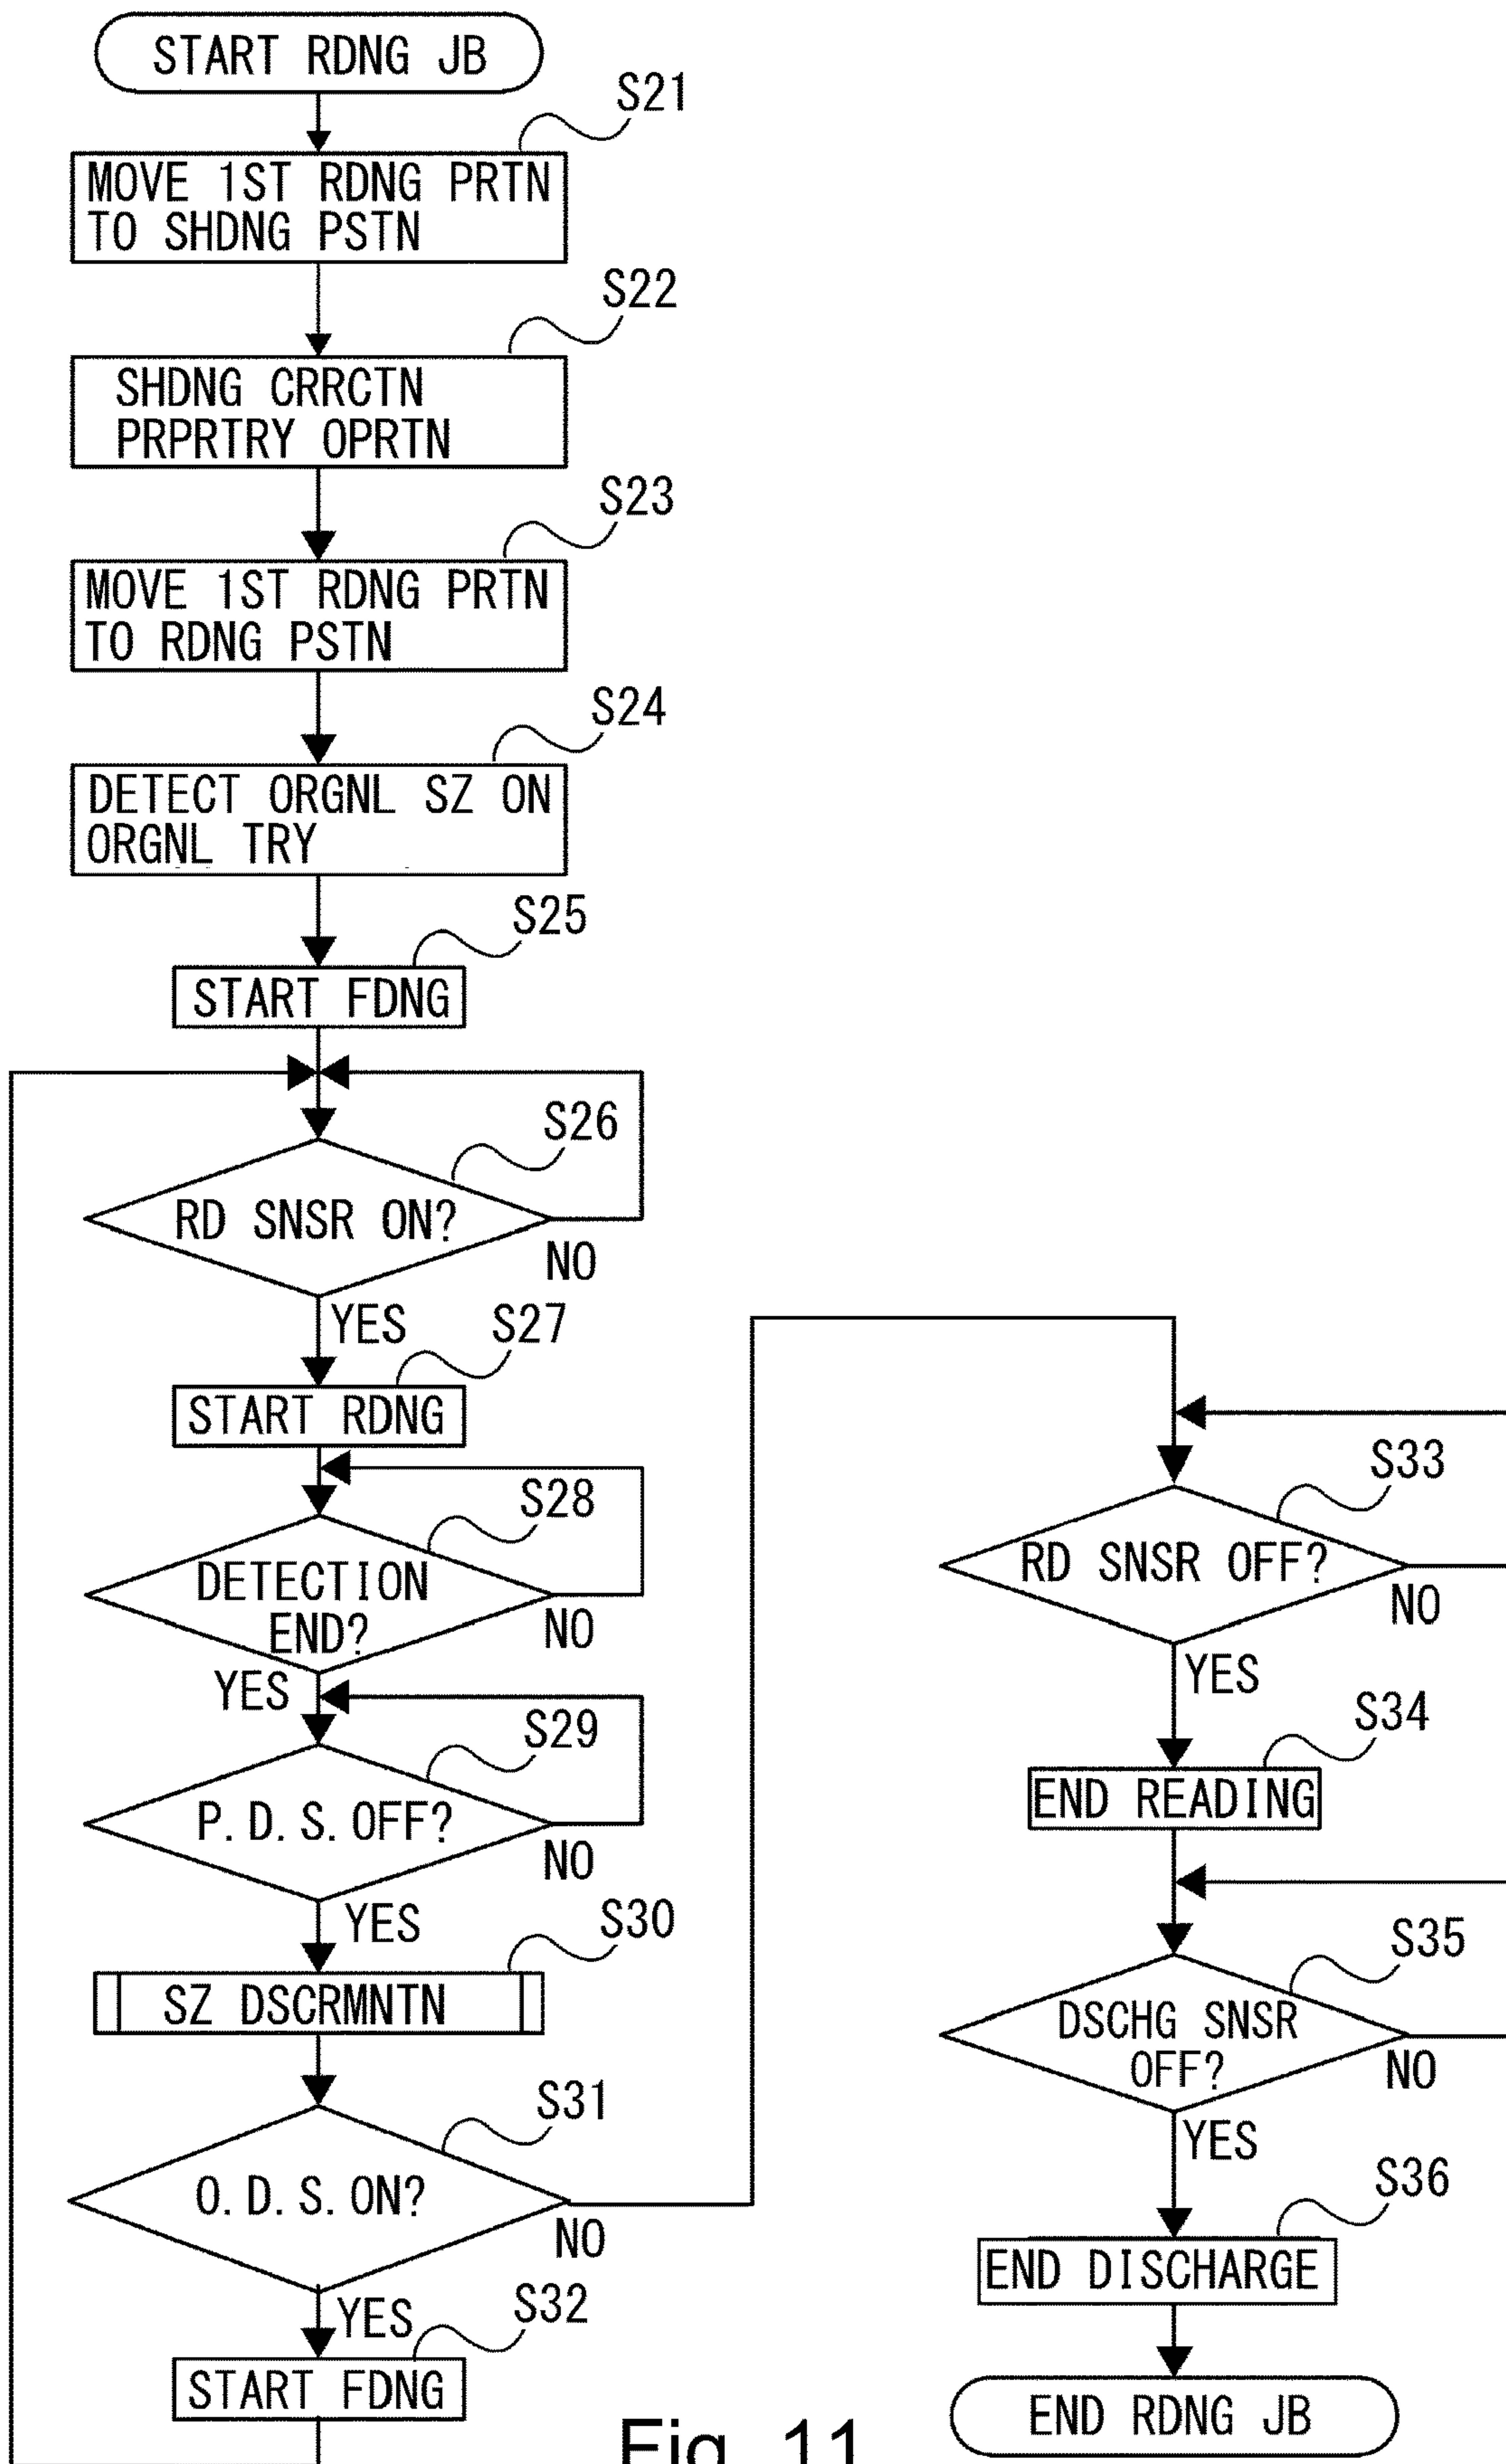 START RDNG JB
S21
MOVE 1ST RDNG PRTN
TO SHDNG PSTN
S22
SHDNG CRRCTN
PRPRTRY OPRTN
S23
MOVE 1ST RDNG PRTN
TO RDNG PSTN
S24
DETECT ORGNL SZ ON
ORGNL TRY
S25
START FDNG
S26
RD SNSR ON?
NO
YES
S27
START RDNG
S28
DETECTION
END?
NO
YES
S29
P.D.S.OFF?
NO
YES
S30
SZ DSCRMNTN
S31
O.D.S.ON?
NO
YES
S32
START FDNG
S33
RD SNSR OFF?
NO
YES
S34
END READING
S35
DSCHG SNSR
OFF?
NO
YES
S36
END DISCHARGE
END RDNG JB
Fig. 11